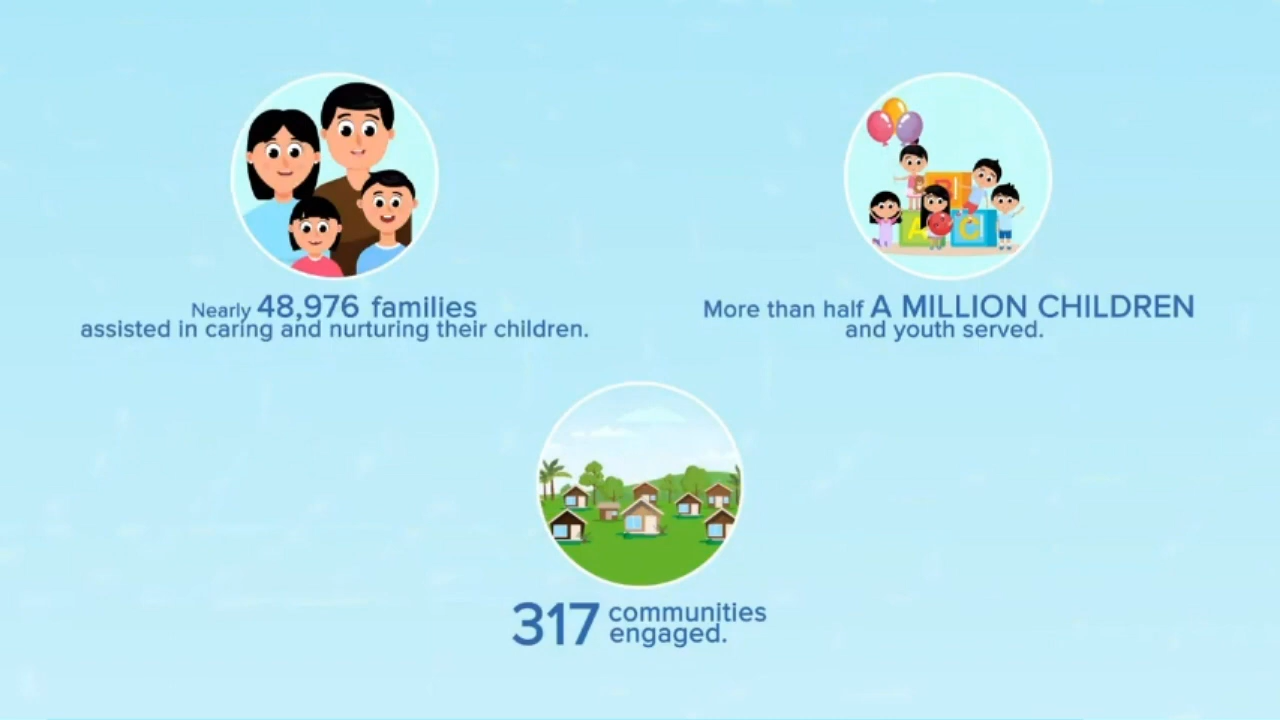 Nearly 48,976 families
assisted in caring and nurturing their children.
More than half A MILLION CHILDREN
and youth served.
B
A C
317 communities
engaged.